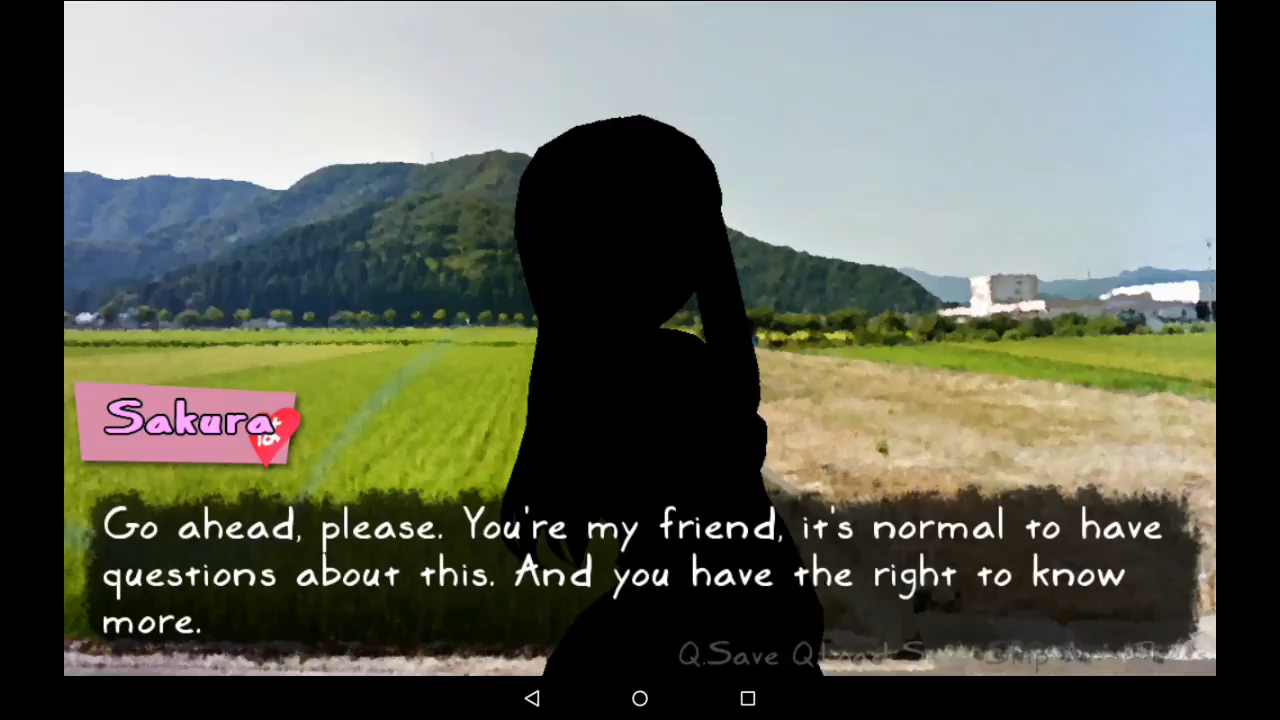 Sakura
Go ahead, please. You're my friend, it's normal to have
questions about this. And you have the right to know
more.
Q.Save